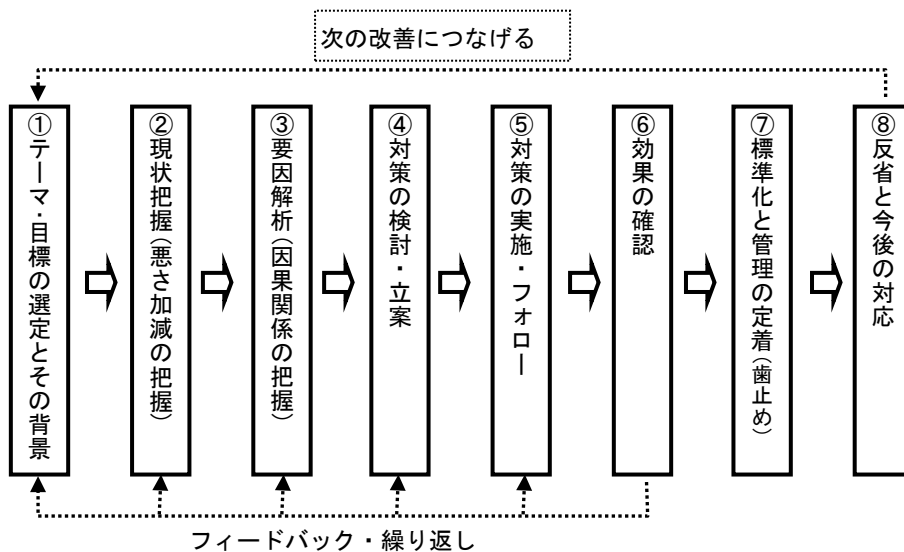 次の改善につなげる
①テーマ・目標の選定とその背景
②現状把握(悪さ加減の把握)
③要因解析(因果関係の把握)
④対策の検討・立案
⑤対策の実施・フォロー
⑥効果の確認
⑦標準化と管理の定着(歯止め)
⑧反省と今後の対応
フィードバック・繰り返し